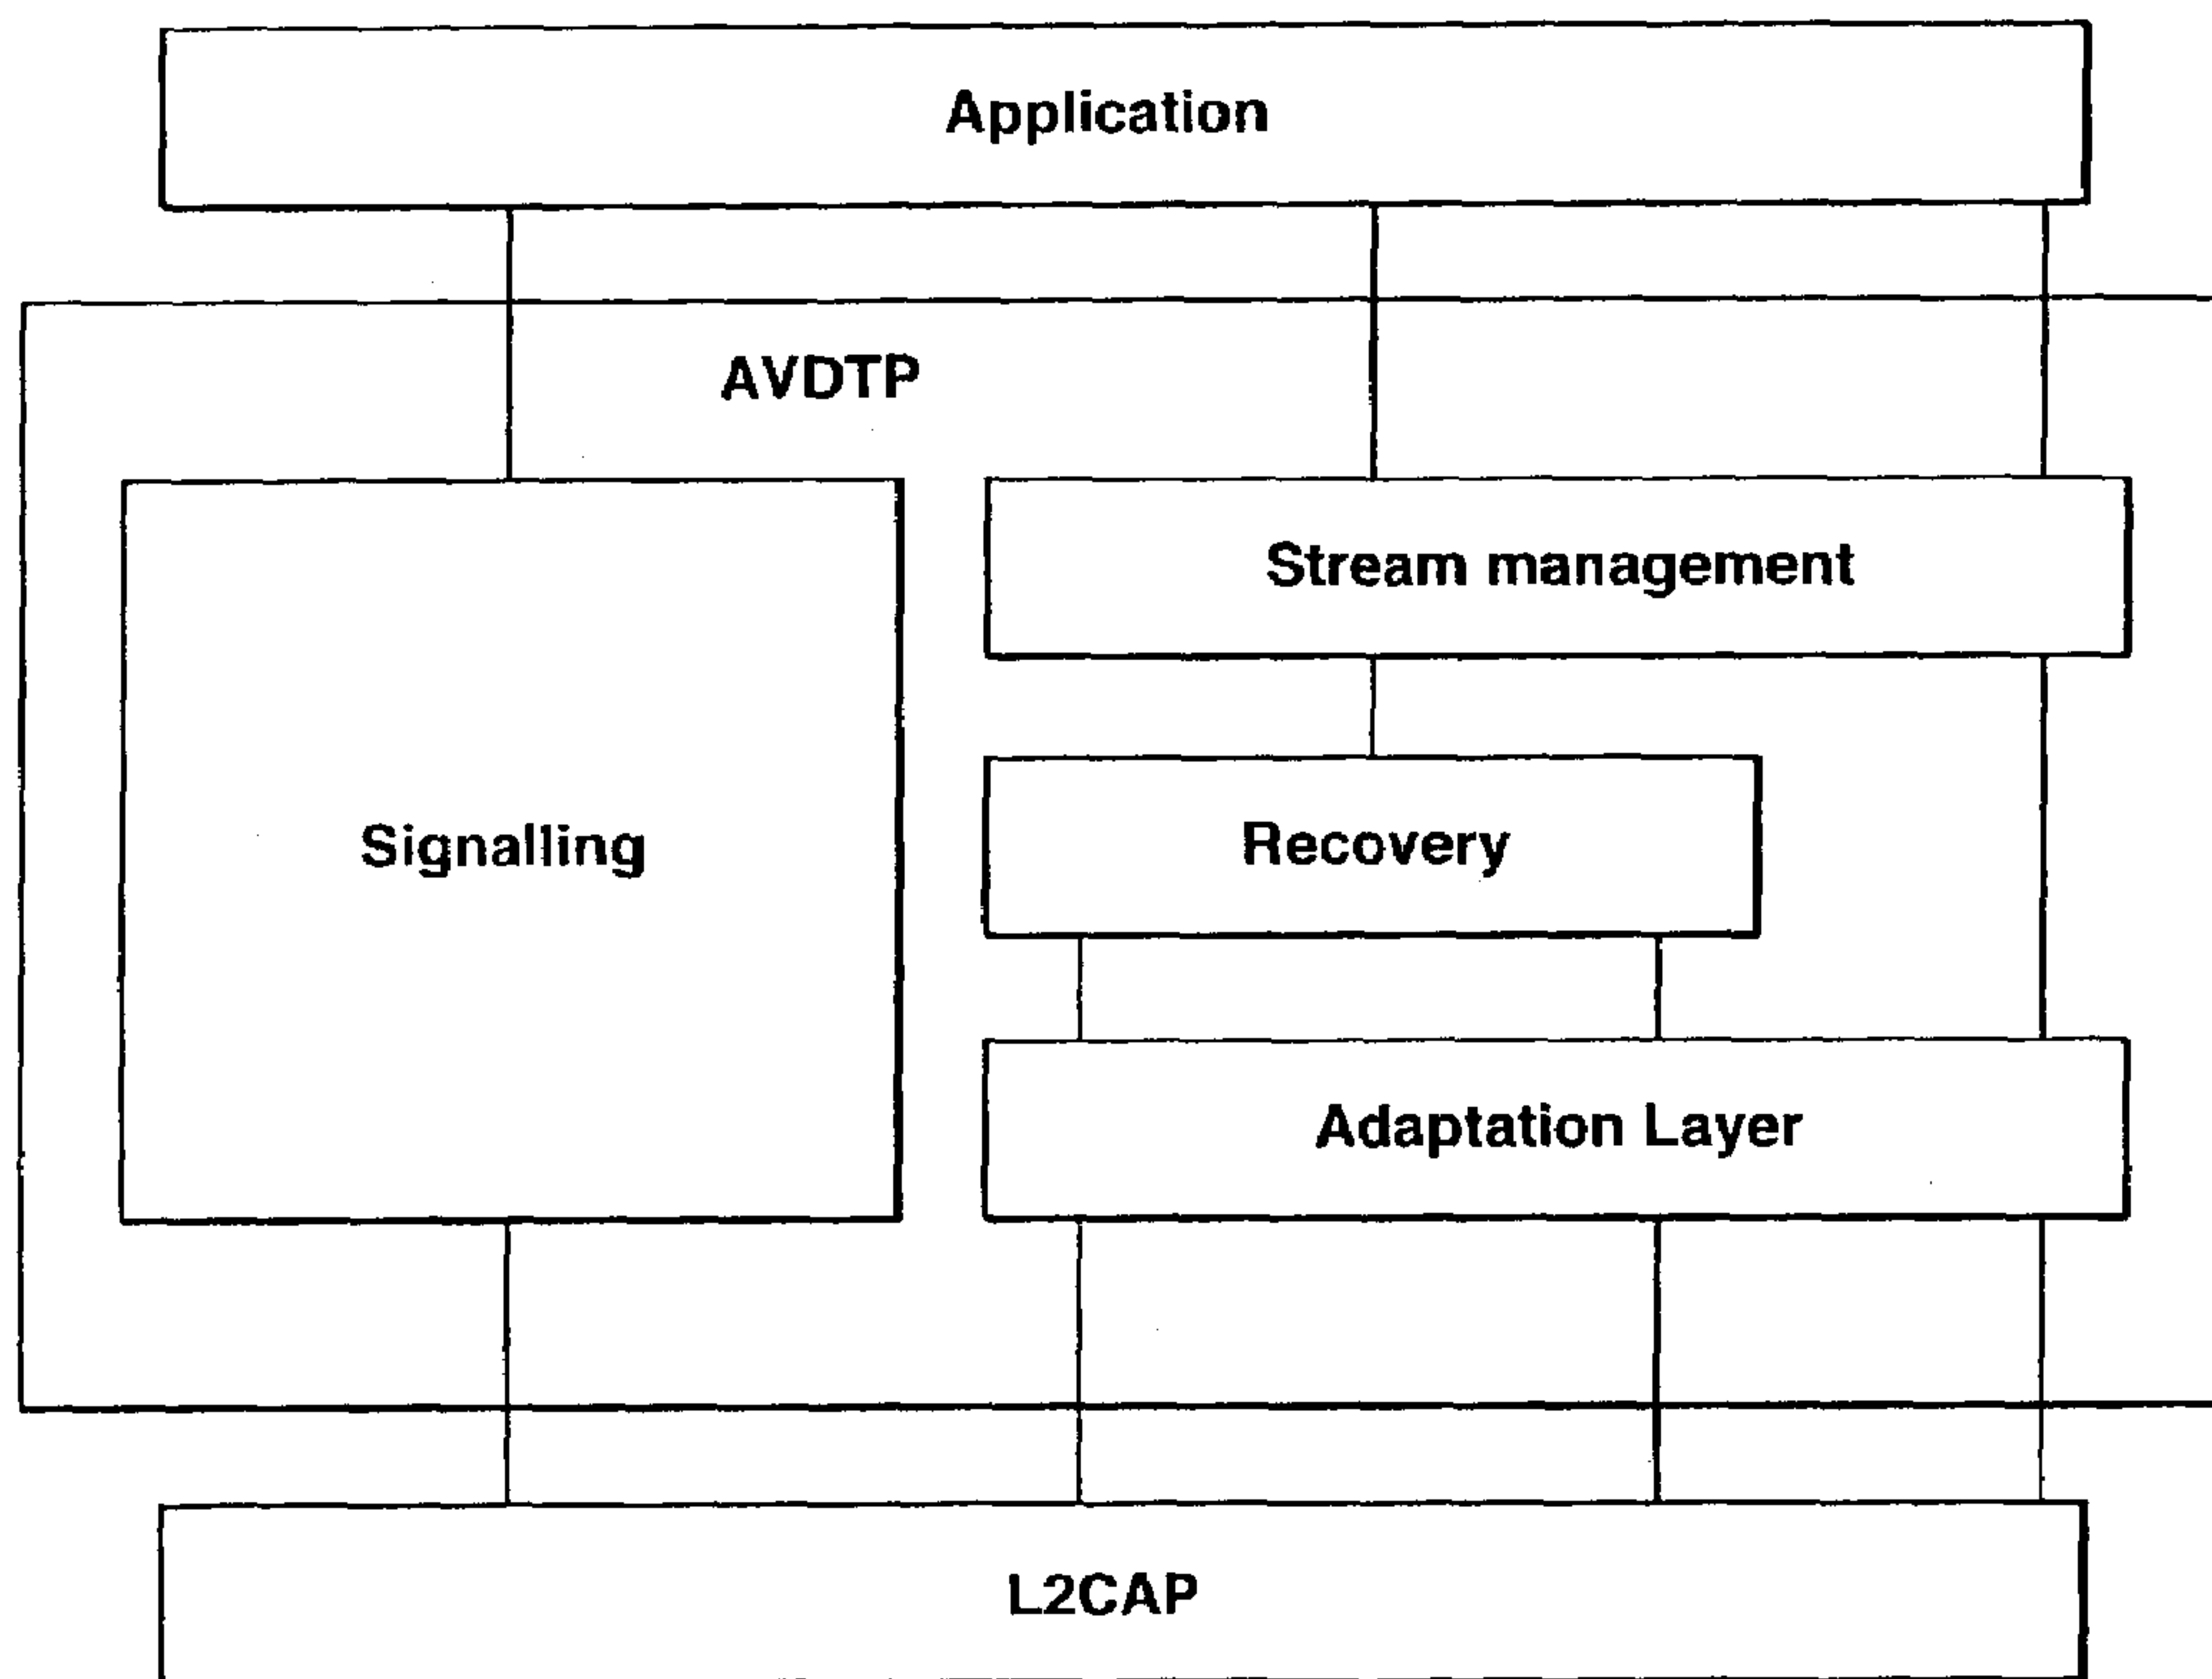 Application
AVDTP
Stream management
Signalling
Recovery
Adaptation Layer
L2CAP